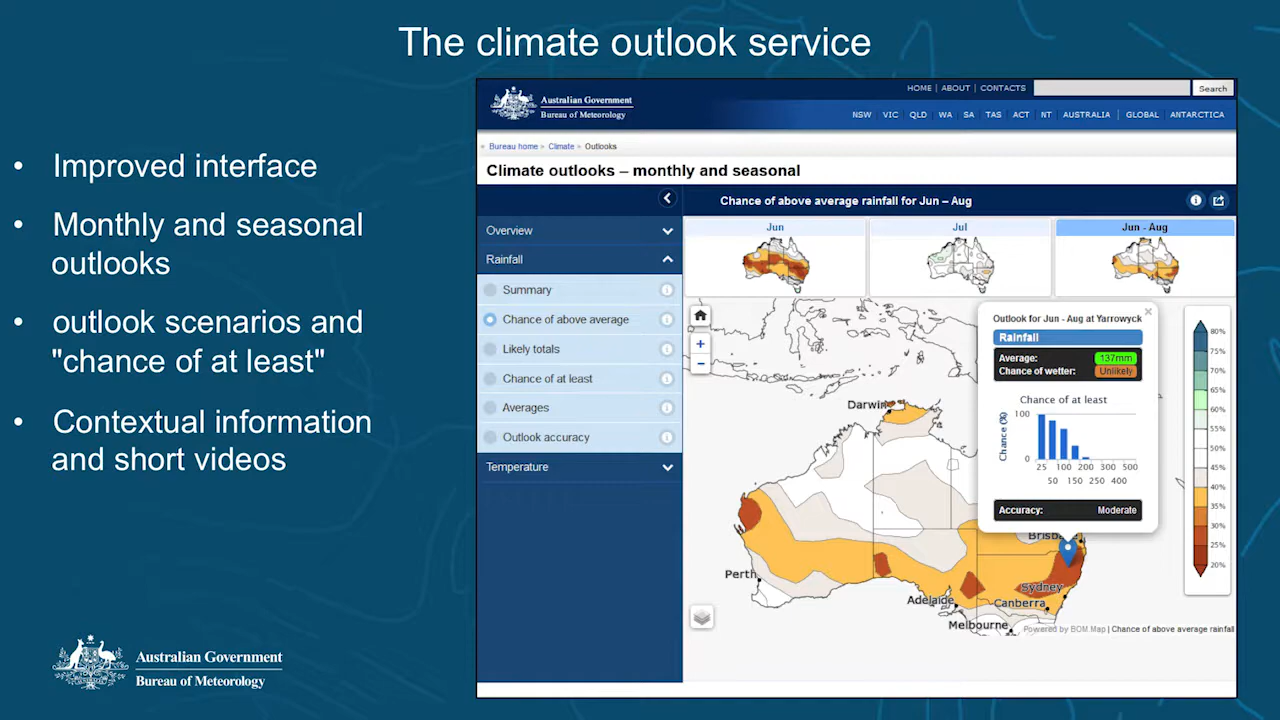 The climate outlook service
• Improved interface
• Monthly and seasonal
outlooks
• outlook scenarios and
"chance of at least"
• Contextual information
and short videos
Australian Government
Bureau of Meteorology
HOME | ABOUT | CONTACTS
Search
Australian Government
Bureau of Meteorology
NSW VIC QLD WA SA TAS ACT NT AUSTRALIA | GLOBAL ANTARCTICA
» Bureau home » Climate » Outlooks
Climate outlooks – monthly and seasonal
Overview
Rainfall
Summary
Chance of above average
Likely totals
Chance of at least
Averages
Outlook accuracy
Temperature
Chance of above average rainfall for Jun – Aug
Jun
Jul
Jun - Aug
Outlook for Jun - Aug at Yarrowyck
Rainfall
Average: 137mm
Chance of wetter: Unlikely
Chance of at least
Chance (%)
100
0
25 100 200 300 500
50 150 250 400
Accuracy: Moderate
80%
75%
70%
65%
60%
55%
50%
45%
40%
35%
30%
25%
20%
Darwin
Brisbane
Perth
Sydney
Adelaide
Canberra
Melbourne
Powered by BOM Map | Chance of above average rainfall